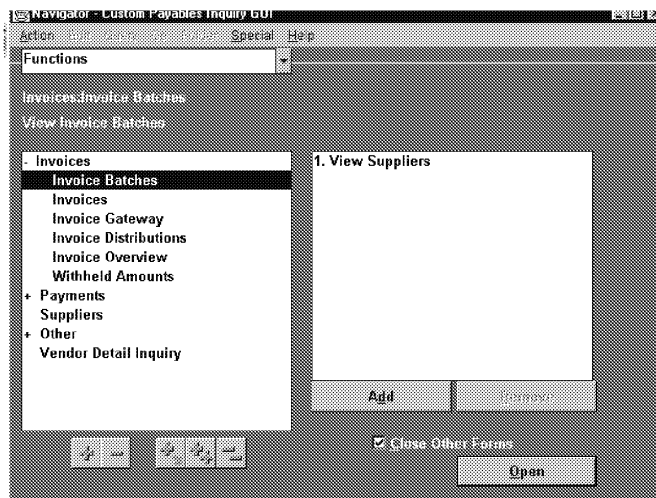 Navigator - Custom Payables Inquiry GUI
Action Edit Special Help
Functions
Invoices:Invoice Batches
View Invoice Batches
- Invoices
Invoice Batches
Invoices
Invoice Gateway
Invoice Distributions
Invoice Overview
Withheld Amounts
+ Payments
Suppliers
+ Other
Vendor Detail Inquiry
1. View Suppliers
Add Remove
Close Other Forms
Open